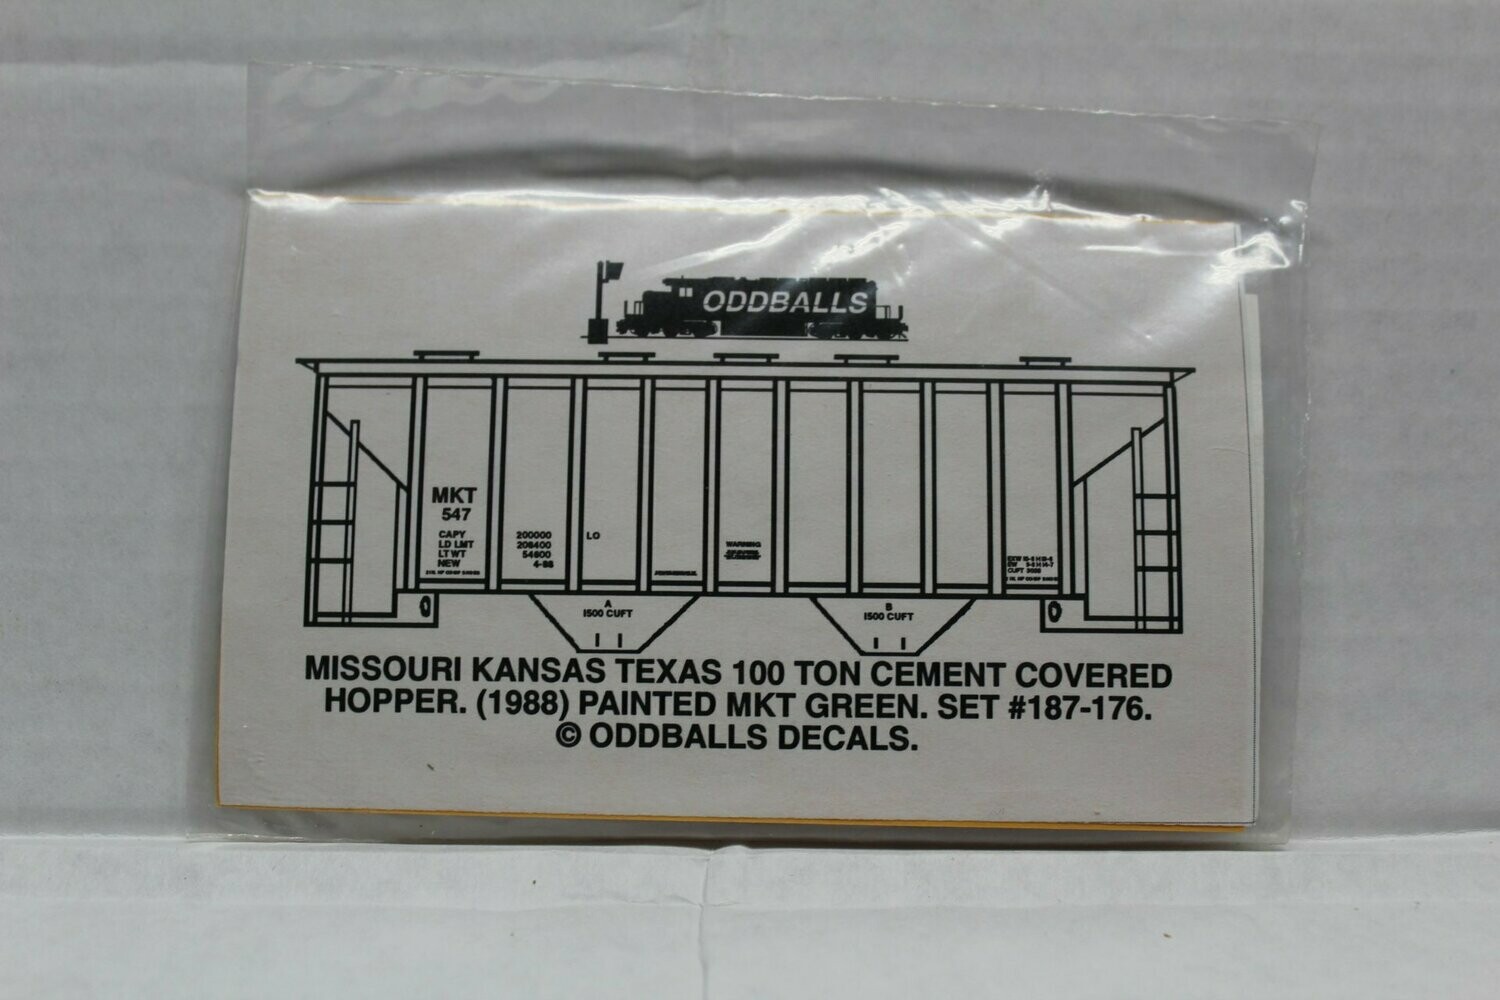 ODDBALLS
MKT
547
CAPY 200000 LO
LD LMT 208400
LT WT 54600
NEW 4-88
WARNING
A
1500 CUFT
B
1500 CUFT
MISSOURI KANSAS TEXAS 100 TON CEMENT COVERED
HOPPER. (1988) PAINTED MKT GREEN. SET #187-176.
© ODDBALLS DECALS.